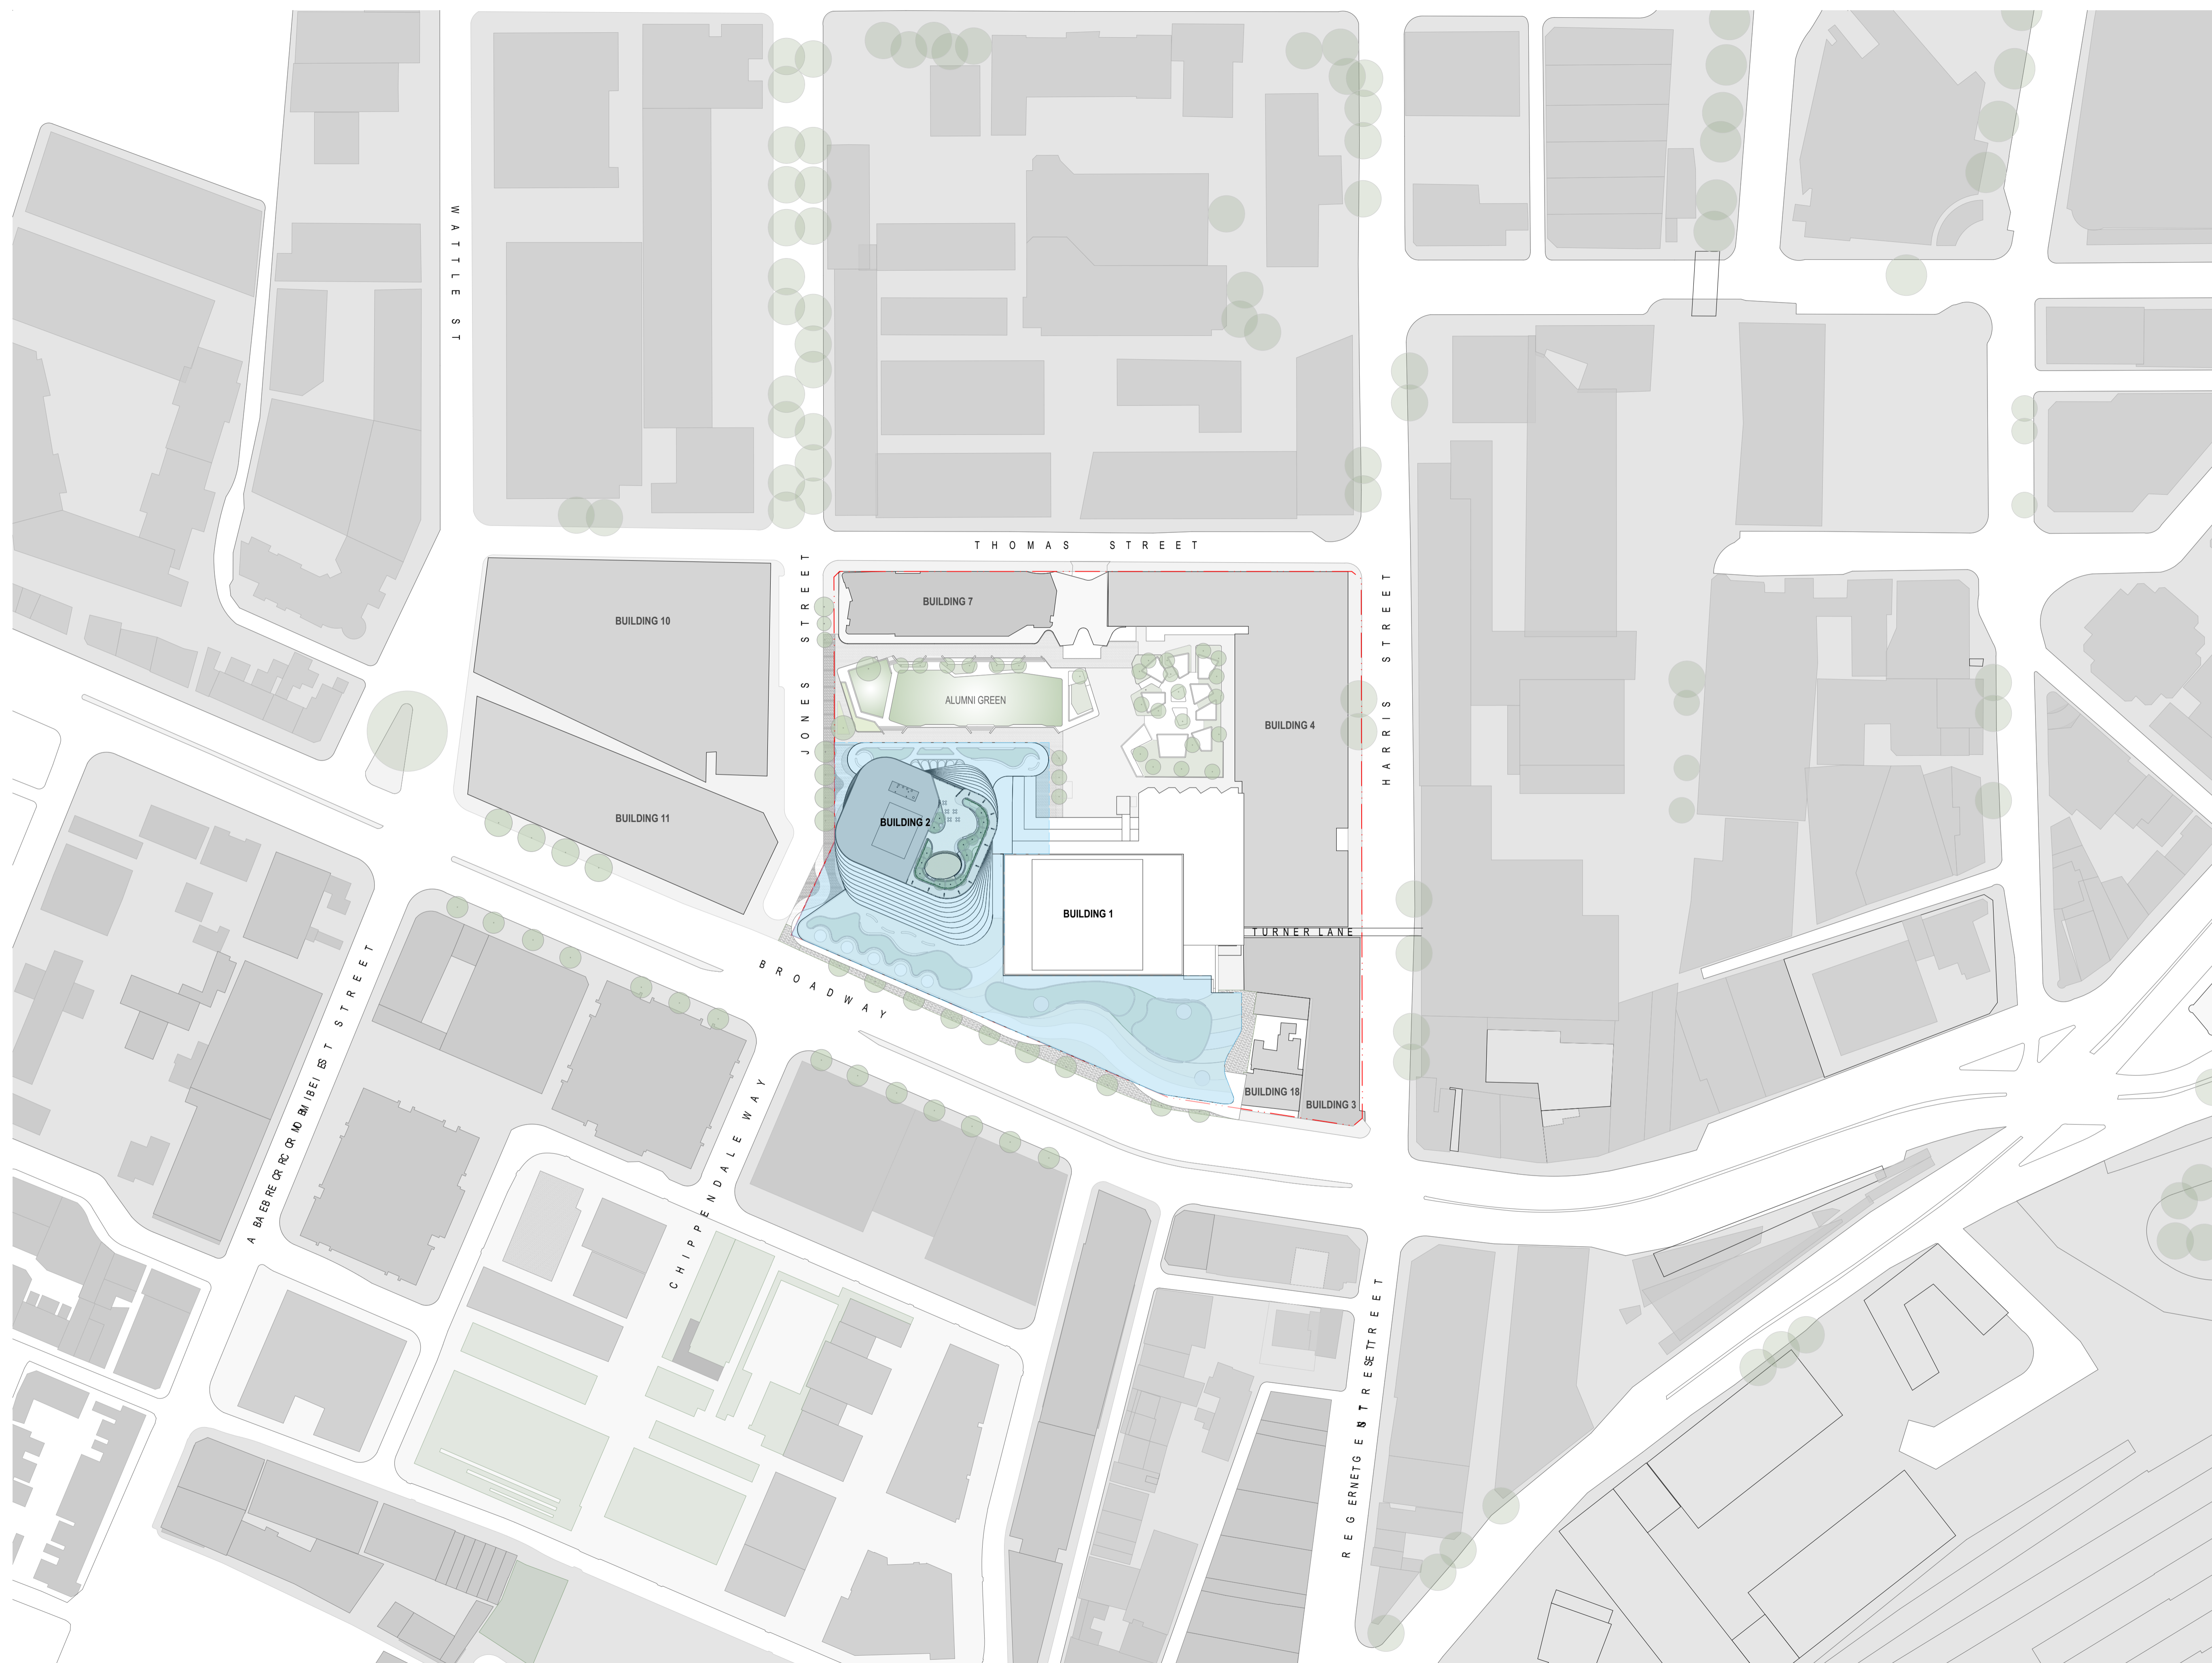 WATTLE ST
THOMAS STREET
JONES STREET
HARRIS STREET
BUILDING 7
BUILDING 10
ALUMNI GREEN
BUILDING 4
BUILDING 11
BUILDING 2
BUILDING 1
TURNER LANE
BROADWAY
BUILDING 18
BUILDING 3
CHIPPENDALE WAY
STREET